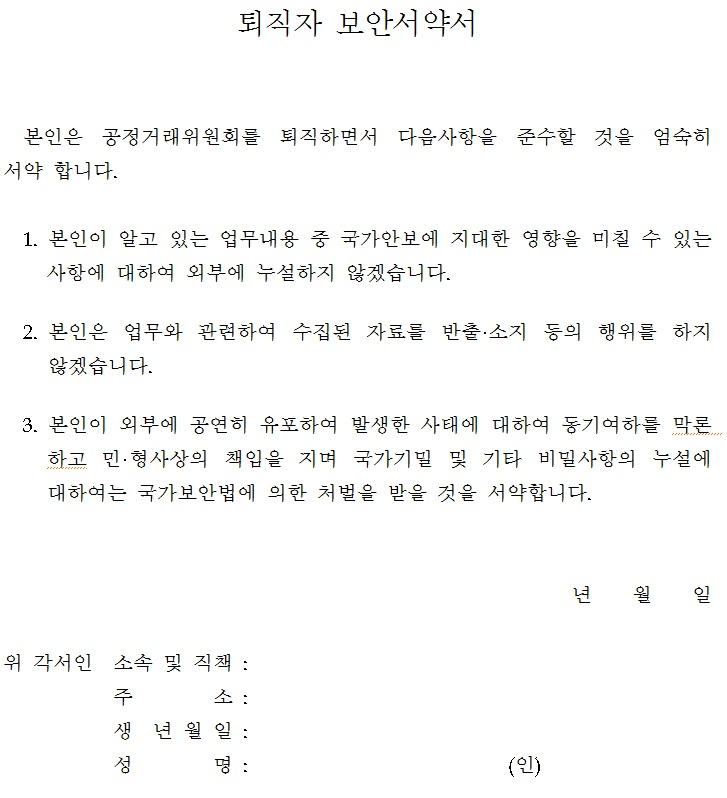 퇴직자 보안서약서
본인은 공정거래위원회를 퇴직하면서 다음사항을 준수할 것을 엄숙히
서약 합니다.
1. 본인이 알고 있는 업무내용 중 국가안보에 지대한 영향을 미칠 수 있는
사항에 대하여 외부에 누설하지 않겠습니다.
2. 본인은 업무와 관련하여 수집된 자료를 반출·소지 등의 행위를 하지
않겠습니다.
3. 본인이 외부에 공연히 유포하여 발생한 사태에 대하여 동기여하를 막론
하고 민·형사상의 책임을 지며 국가기밀 및 기타 비밀사항의 누설에
대하여는 국가보안법에 의한 처벌을 받을 것을 서약합니다.
년 월 일
위 각서인 소속 및 직책 :
주 소 :
생 년 월 일 :
성 명 : (인)